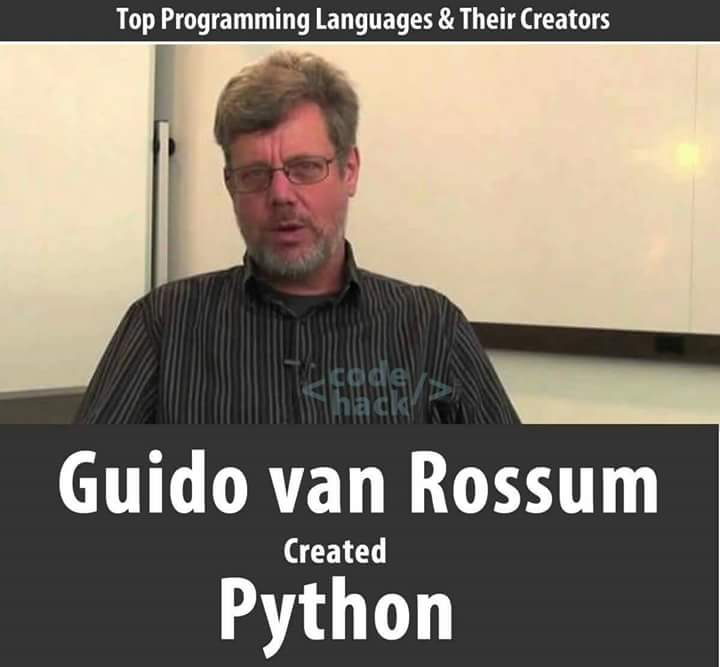 Top Programming Languages & Their Creators
<code/>
hack
Guido van Rossum
Created
Python